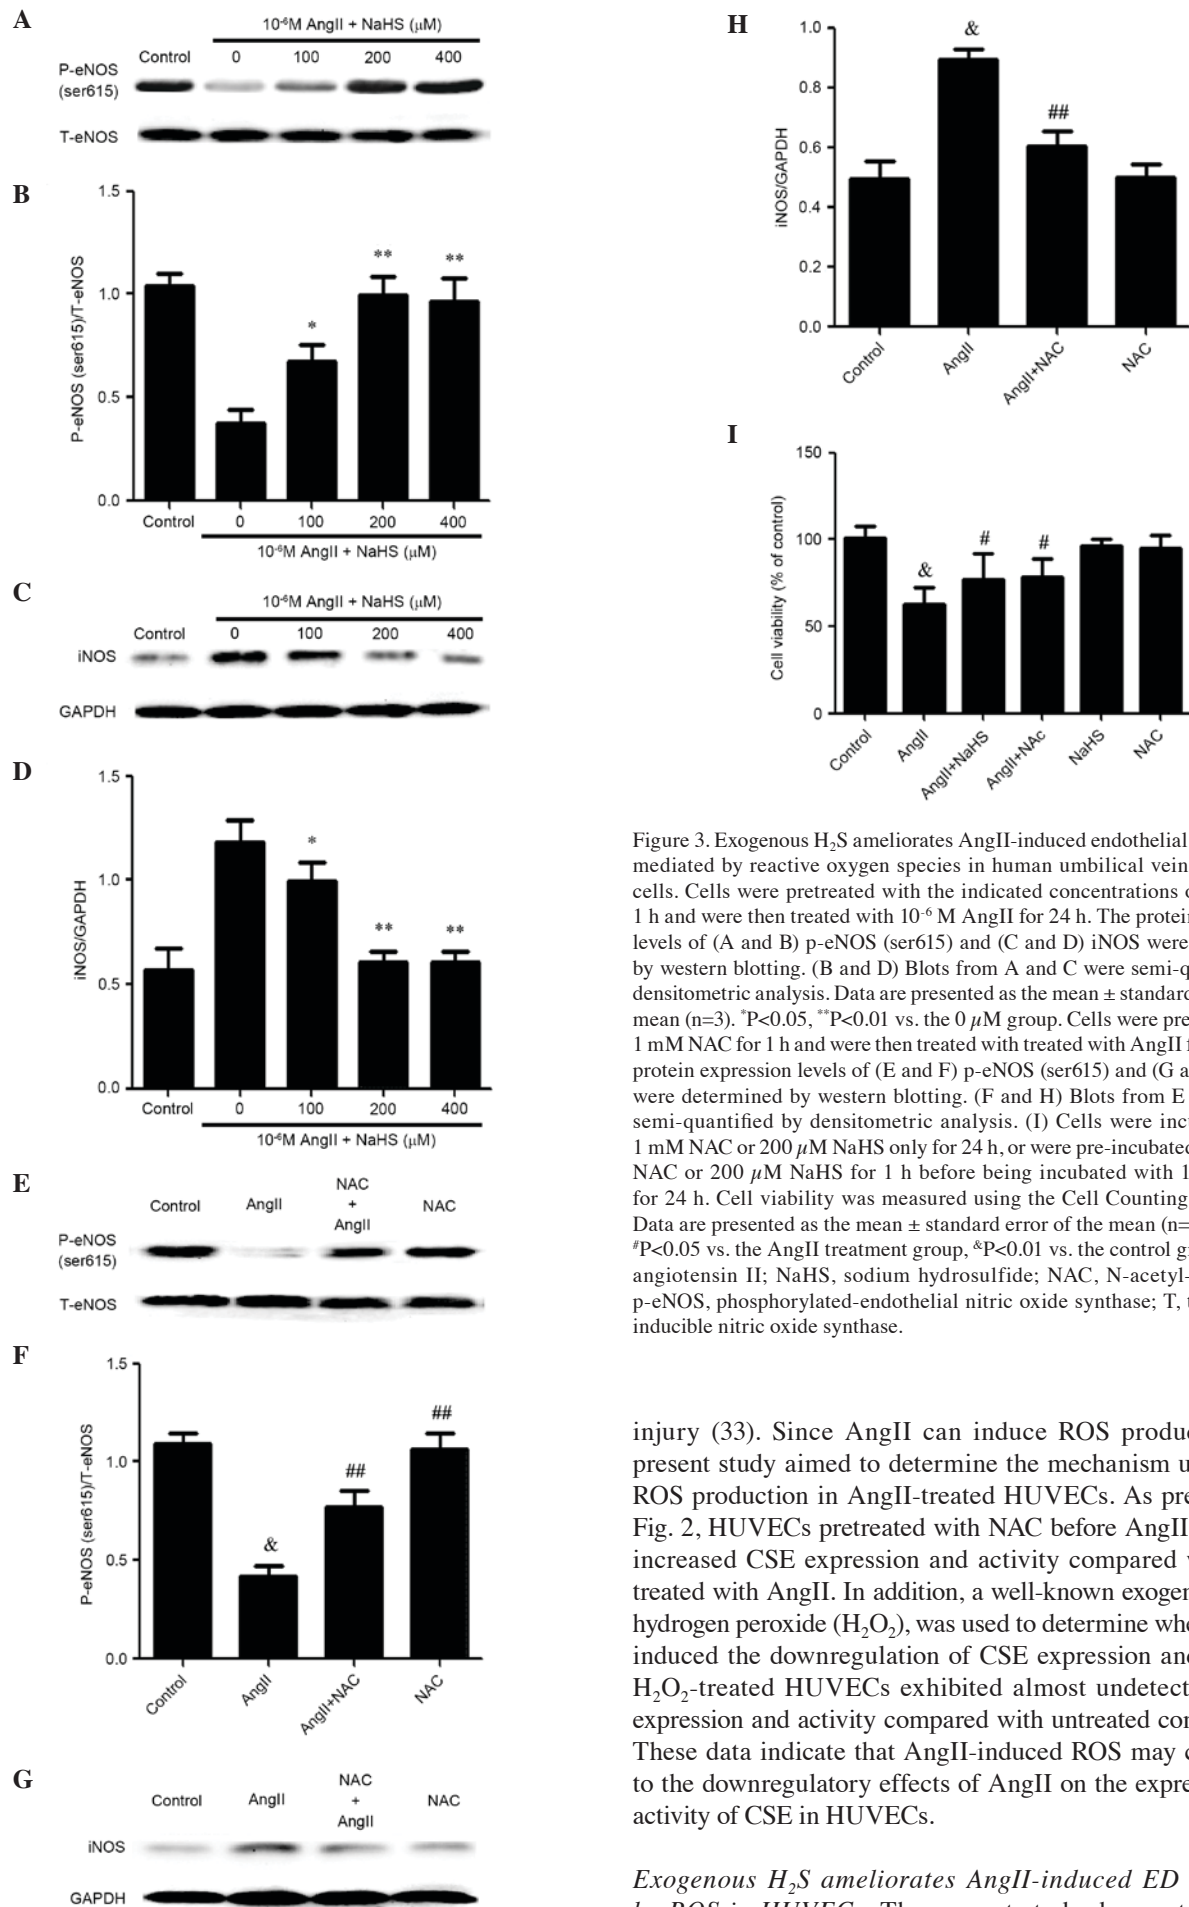 A
10⁻⁶M AngII + NaHS (μM)
Control 0 100 200 400
P-eNOS
(ser615)
T-eNOS
B
1.5
1.0
0.5
0.0
P-eNOS (ser615)/T-eNOS
* ** **
Control 0 100 200 400
10⁻⁶M AngII + NaHS (μM)
C
10⁻⁶M AngII + NaHS (μM)
Control 0 100 200 400
iNOS
GAPDH
D
1.5
1.0
0.5
0.0
iNOS/GAPDH
* ** **
Control 0 100 200 400
10⁻⁶M AngII + NaHS (μM)
E
Control AngII NAC + AngII NAC
P-eNOS
(ser615)
T-eNOS
F
1.5
1.0
0.5
0.0
P-eNOS (ser615)/T-eNOS
& ## ##
Control AngII AngII+NAC NAC
G
Control AngII NAC + AngII NAC
iNOS
GAPDH
H
1.0
0.8
0.6
0.4
0.2
0.0
iNOS/GAPDH
& ##
Control AngII AngII+NAC NAC
I
150
100
50
0
Cell viability (% of control)
& # #
Control AngII AngII+NaHS AngII+NAc NaHS NAC
Figure 3. Exogenous H₂S ameliorates AngII-induced endothelial
mediated by reactive oxygen species in human umbilical vein
cells. Cells were pretreated with the indicated concentrations
1 h and were then treated with 10⁻⁶ M AngII for 24 h. The protein
levels of (A and B) p-eNOS (ser615) and (C and D) iNOS were
by western blotting. (B and D) Blots from A and C were semi-q
densitometric analysis. Data are presented as the mean ± standard
mean (n=3). *P<0.05, **P<0.01 vs. the 0 μM group. Cells were pre
1 mM NAC for 1 h and were then treated with treated with AngII f
protein expression levels of (E and F) p-eNOS (ser615) and (G a
were determined by western blotting. (F and H) Blots from E
semi-quantified by densitometric analysis. (I) Cells were inc
1 mM NAC or 200 μM NaHS only for 24 h, or were pre-incubated
NAC or 200 μM NaHS for 1 h before being incubated with 1
for 24 h. Cell viability was measured using the Cell Counting
Data are presented as the mean ± standard error of the mean (n=
#P<0.05 vs. the AngII treatment group, &P<0.01 vs. the control g
angiotensin II; NaHS, sodium hydrosulfide; NAC, N-acetyl-
p-eNOS, phosphorylated-endothelial nitric oxide synthase; T, t
inducible nitric oxide synthase.
injury (33). Since AngII can induce ROS produc
present study aimed to determine the mechanism u
ROS production in AngII-treated HUVECs. As pre
Fig. 2, HUVECs pretreated with NAC before AngII
increased CSE expression and activity compared
treated with AngII. In addition, a well-known exogen
hydrogen peroxide (H₂O₂), was used to determine whe
induced the downregulation of CSE expression and
H₂O₂-treated HUVECs exhibited almost undetect
expression and activity compared with untreated con
These data indicate that AngII-induced ROS may c
to the downregulatory effects of AngII on the expre
activity of CSE in HUVECs.
Exogenous H₂S ameliorates AngII-induced ED